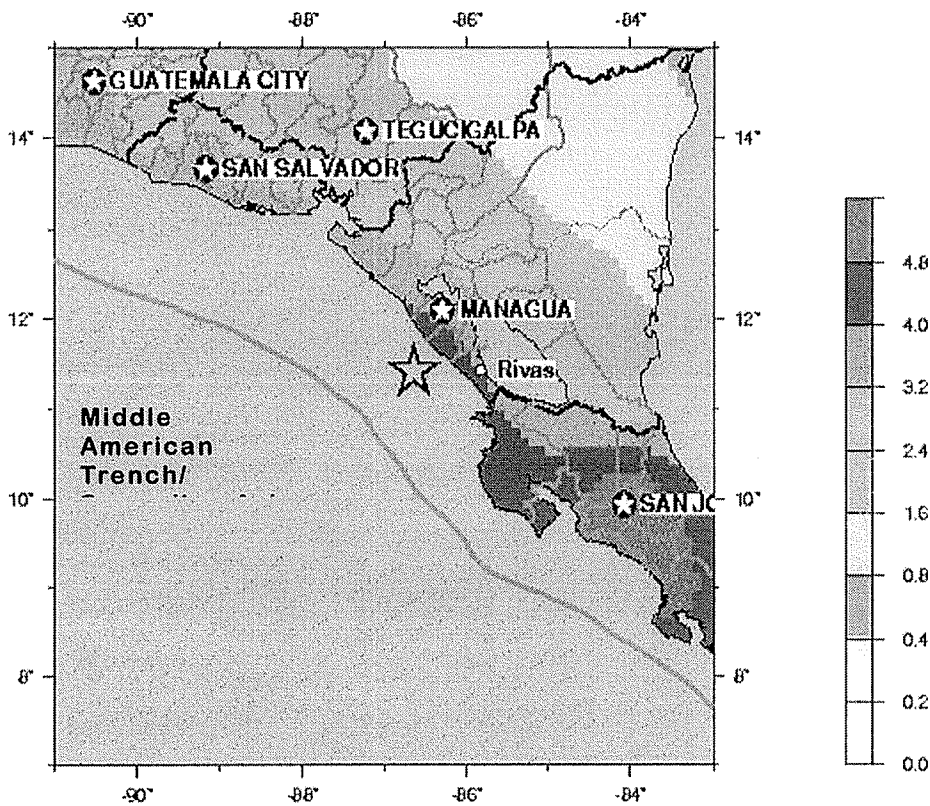 -90° -88° -86° -84°
GUATEMALA CITY
14° TEGUCIGALPA 14°
SAN SALVADOR
12° MANAGUA 12°
Rivas
Middle
American
Trench/
10° SAN JO 10°
8° 8°
-90° -88° -86° -84°
4.8
4.0
3.2
2.4
1.6
0.8
0.4
0.2
0.0